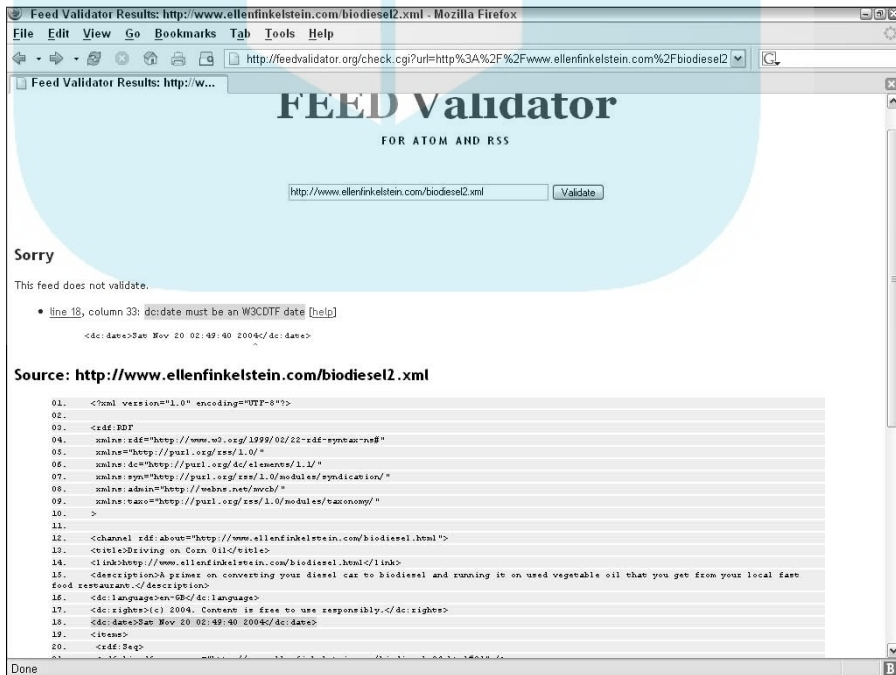 Feed Validator Results: http://www.ellenfinkelstein.com/biodiesel2.xml - Mozilla Firefox
File Edit View Go Bookmarks Tab Tools Help
http://feedvalidator.org/check.cgi?url=http%3A%2F%2Fwww.ellenfinkelstein.com%2Fbiodiesel2
G
Feed Validator Results: http://w...
FEED Validator
FOR ATOM AND RSS
http://www.ellenfinkelstein.com/biodiesel2.xml Validate
Sorry
This feed does not validate.
• line 18, column 33: dc:date must be an W3CDTF date [help]
<dc:date>Sat Nov 20 02:49:40 2004</dc:date>
^
Source: http://www.ellenfinkelstein.com/biodiesel2.xml
01. <?xml version="1.0" encoding="UTF-8"?>
02.
03. <rdf:RDF
04. xmlns:rdf="http://www.w3.org/1999/02/22-rdf-syntax-ns#"
05. xmlns="http://purl.org/rss/1.0/"
06. xmlns:dc="http://purl.org/dc/elements/1.1/"
07. xmlns:syn="http://purl.org/rss/1.0/modules/syndication/"
08. xmlns:admin="http://webns.net/mvcb/"
09. xmlns:taxo="http://purl.org/rss/1.0/modules/taxonomy/"
10. >
11.
12. <channel rdf:about="http://www.ellenfinkelstein.com/biodiesel.html">
13. <title>Driving on Corn Oil</title>
14. <link>http://www.ellenfinkelstein.com/biodiesel.html</link>
15. <description>A primer on converting your diesel car to biodiesel and running it on used vegetable oil that you get from your local fast
food restaurant.</description>
16. <dc:language>en-GB</dc:language>
17. <dc:rights>(c) 2004. Content is free to use responsibly.</dc:rights>
18. <dc:date>Sat Nov 20 02:49:40 2004</dc:date>
19. <items>
20. <rdf:Seq>
Done